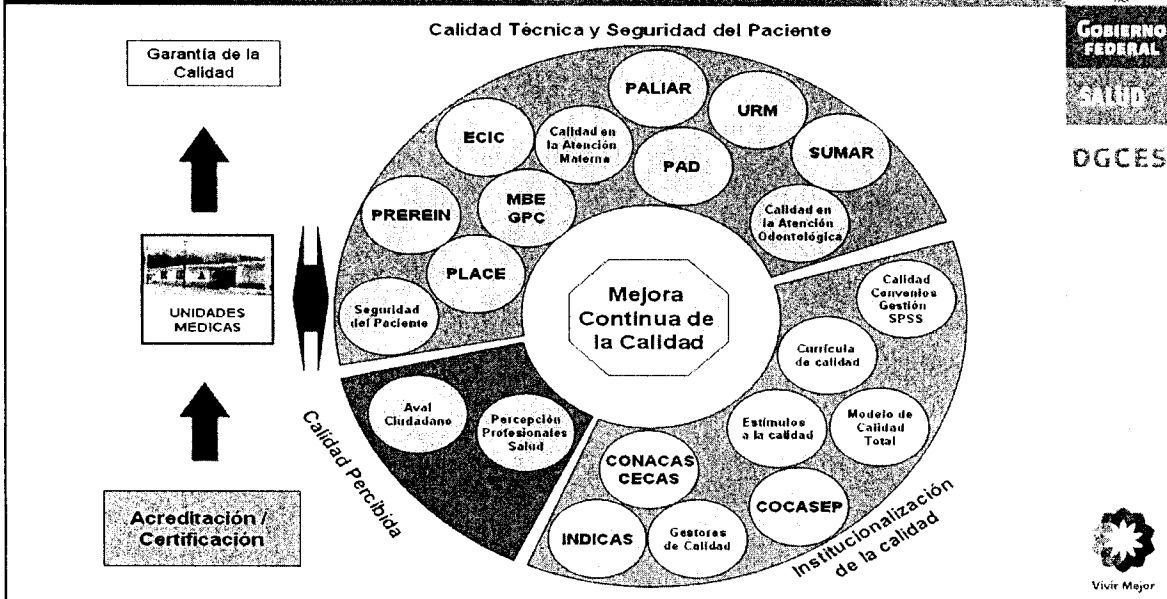 Calidad Técnica y Seguridad del Paciente
Garantía de la
Calidad
UNIDADES
MEDICAS
Acreditación /
Certificación
PALIAR
URM
ECIC
Calidad en
la Atención
Materna
PAD
SUMAR
PREREIN
MBE
GPC
Calidad en
la Atención
Odontológica
PLACE
Seguridad
del Paciente
Mejora
Continua de
la Calidad
Calidad
Convenios
Gestión
SPSS
Currícula
de calidad
Estímulos
a la calidad
Modelo de
Calidad
Total
CONACAS
CECAS
COCASEP
INDICAS
Gestores
de Calidad
Institucionalización
de la calidad
Aval
Ciudadano
Percepción
Profesionales
Salud
Calidad Percibida
GOBIERNO
FEDERAL
SALUD
DGCES
Vivir Mejor